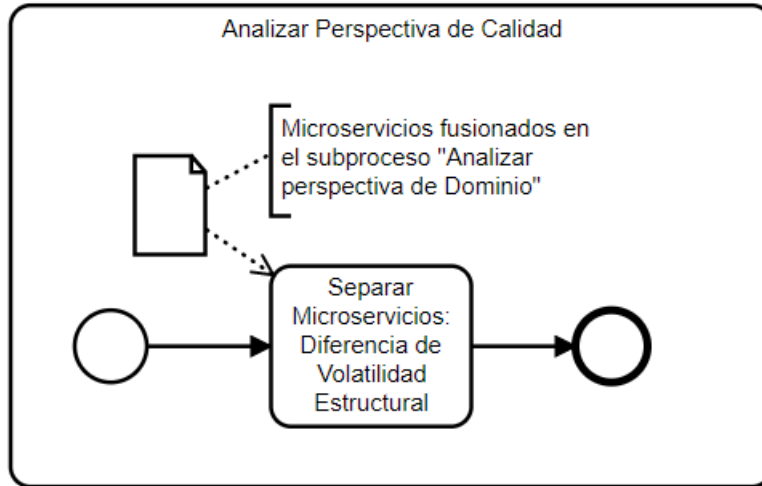 Analizar Perspectiva de Calidad
Microservicios fusionados en
el subproceso "Analizar
perspectiva de Dominio"
Separar
Microservicios:
Diferencia de
Volatilidad
Estructural